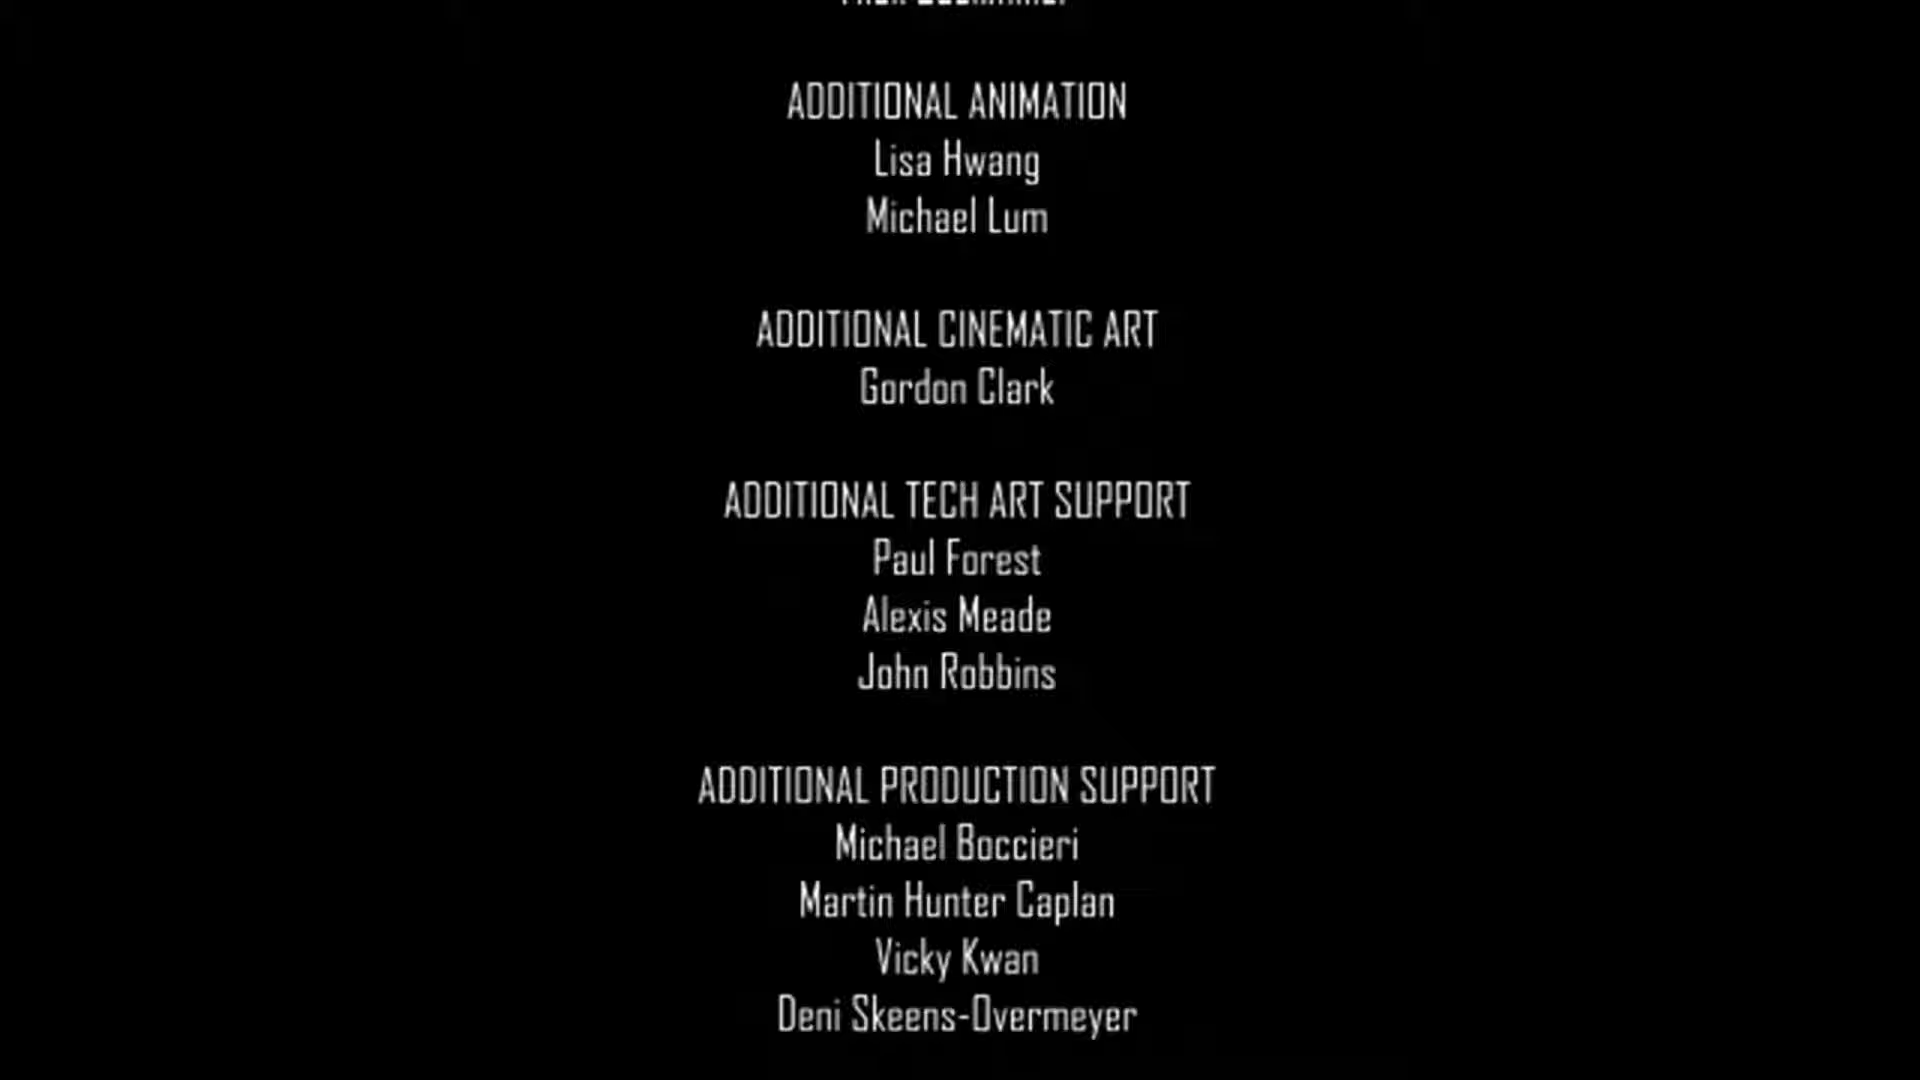 ADDITIONAL ANIMATION
Lisa Hwang
Michael Lum
ADDITIONAL CINEMATIC ART
Gordon Clark
ADDITIONAL TECH ART SUPPORT
Paul Forest
Alexis Meade
John Robbins
ADDITIONAL PRODUCTION SUPPORT
Michael Boccieri
Martin Hunter Caplan
Vicky Kwan
Deni Skeens-Overmeyer